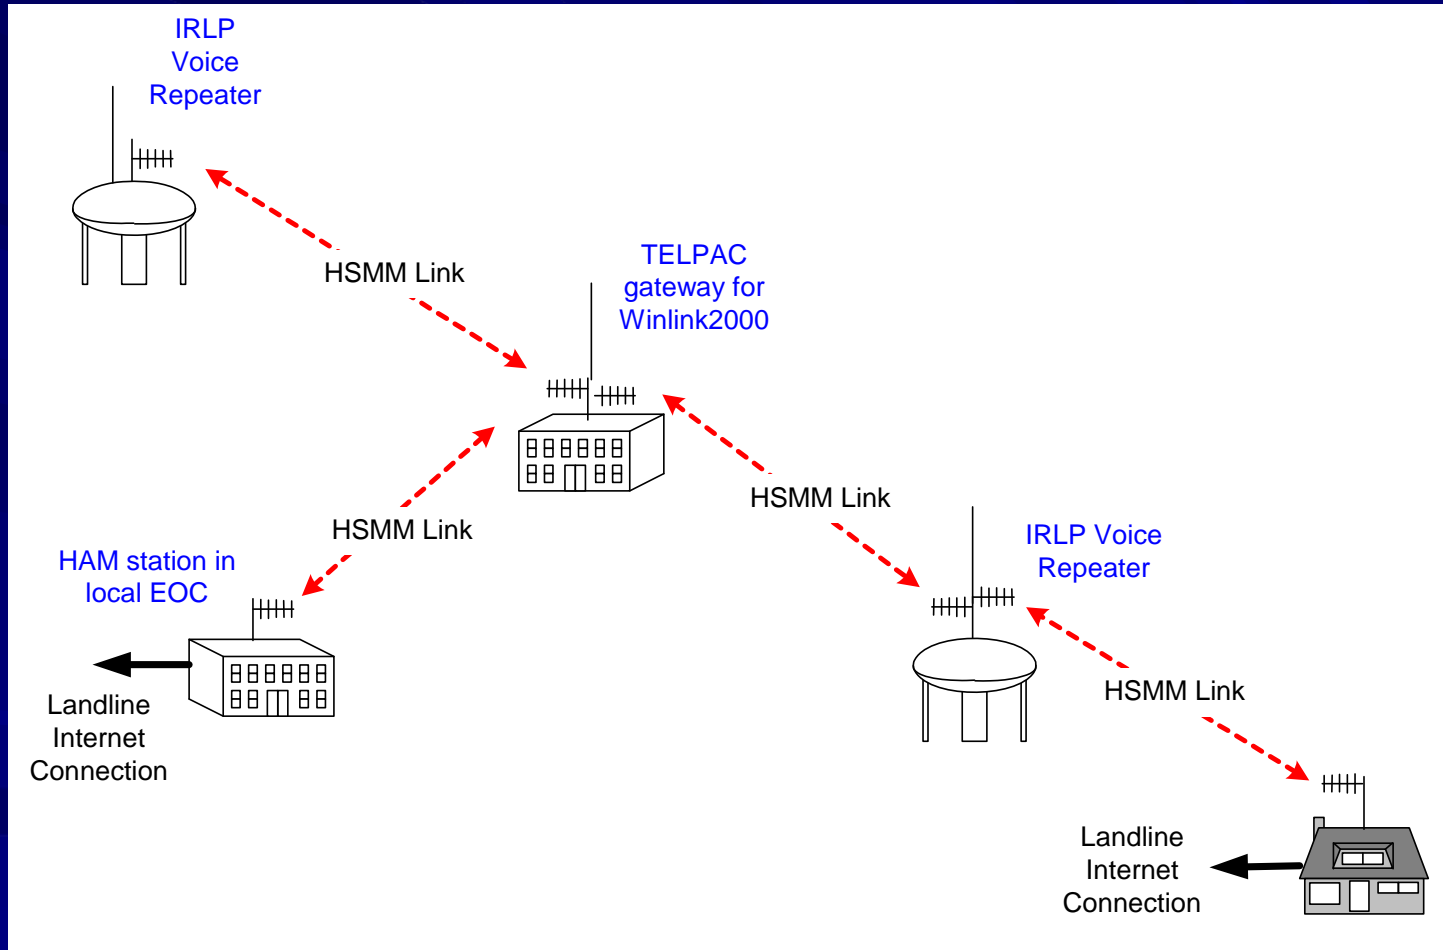 IRLP
Voice
Repeater
HSMM Link
TELPAC
gateway for
Winlink2000
HSMM Link
HSMM Link
HAM station in
local EOC
IRLP Voice
Repeater
Landline
Internet
Connection
HSMM Link
Landline
Internet
Connection